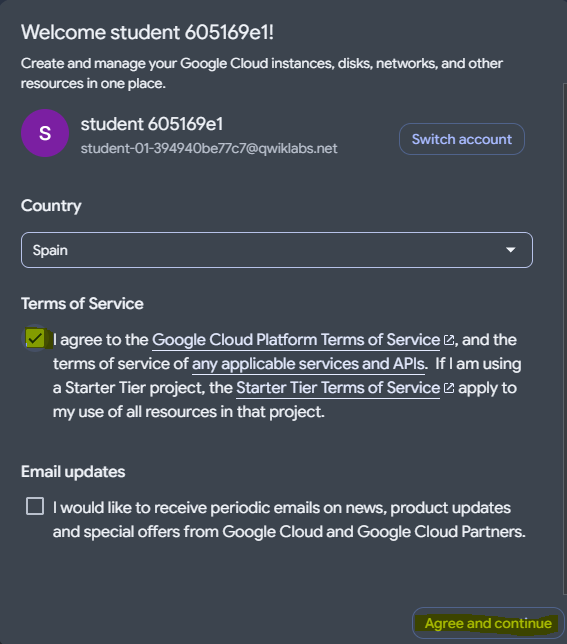 Welcome student 605169e1!
Create and manage your Google Cloud instances, disks, networks, and other
resources in one place.
S
student 605169e1
student-01-394940be77c7@qwiklabs.net
Switch account
Country
Spain
Terms of Service
I agree to the Google Cloud Platform Terms of Service, and the
terms of service of any applicable services and APIs. If I am using
a Starter Tier project, the Starter Tier Terms of Service apply to
my use of all resources in that project.
Email updates
I would like to receive periodic emails on news, product updates
and special offers from Google Cloud and Google Cloud Partners.
Agree and continue